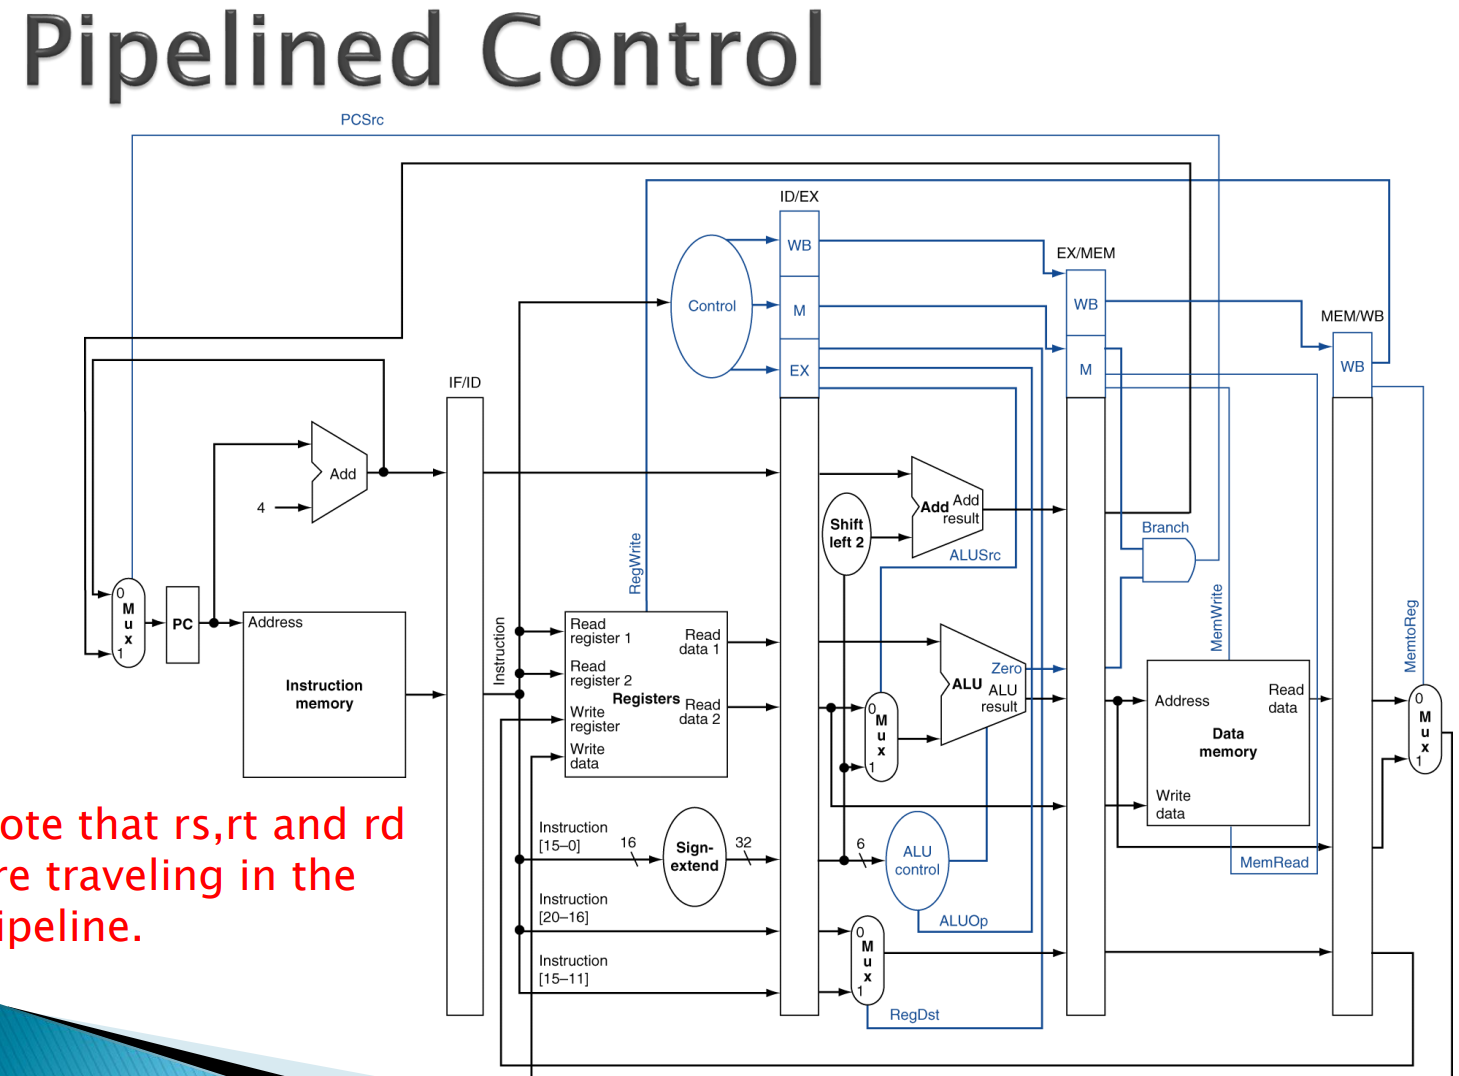 Pipelined Control
PCSrc
ID/EX
WB
EX/MEM
Control
M
WB
MEM/WB
EX
M
WB
IF/ID
Add
4
Add Add
result
Shift
left 2
ALUSrc
Branch
RegWrite
MemWrite
MemtoReg
0
M
u
x
1
PC
Address
Instruction
memory
Instruction
Read
register 1
Read
register 2
Write
register
Write
data
Registers
Read
data 1
Read
data 2
0
M
u
x
1
Zero
ALU
ALU
result
Address
Read
data
Data
memory
Write
data
MemRead
0
M
u
x
1
Instruction
[15–0]
16
Sign-
extend
32
6
ALU
control
ALUOp
Instruction
[20–16]
Instruction
[15–11]
0
M
u
x
1
RegDst
ote that rs,rt and rd
re traveling in the
ipeline.